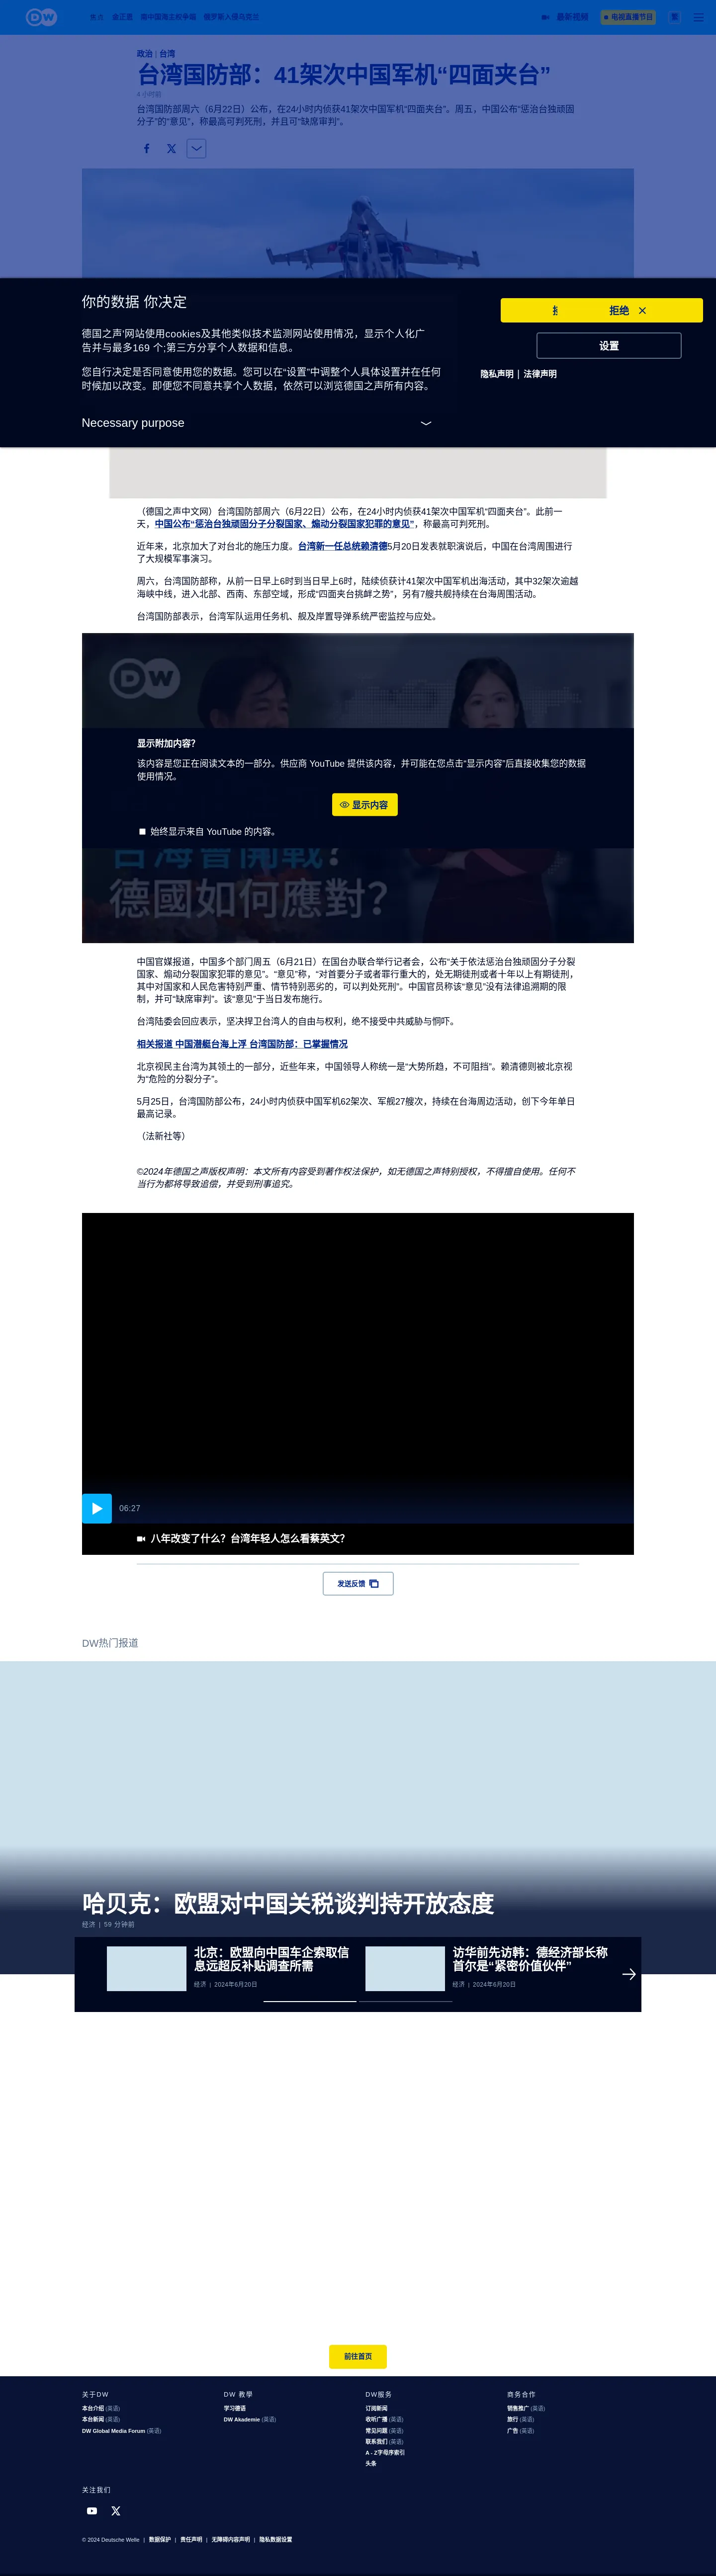 DW
焦点 金正恩 南中国海主权争端 俄罗斯入侵乌克兰
最新视频
电视直播节目
繁
政治 | 台湾
台湾国防部：41架次中国军机“四面夹台”
4 小时前
台湾国防部周六（6月22日）公布，在24小时内侦获41架次中国军机“四面夹台”。周五，中国公布“惩治台独顽固
分子”的“意见”，称最高可判死刑，并且可“缺席审判”。
你的数据 你决定
拒绝
德国之声'网站使用cookies及其他类似技术监测网站使用情况，显示个人化广
告并与最多169 个;第三方分享个人数据和信息。
设置
隐私声明 | 法律声明
您自行决定是否同意使用您的数据。您可以在“设置”中调整个人具体设置并在任何
时候加以改变。即便您不同意共享个人数据，依然可以浏览德国之声所有内容。
Necessary purpose
（德国之声中文网）台湾国防部周六（6月22日）公布，在24小时内侦获41架次中国军机“四面夹台”。此前一
天，中国公布“惩治台独顽固分子分裂国家、煽动分裂国家犯罪的意见”，称最高可判死刑。
近年来，北京加大了对台北的施压力度。台湾新一任总统赖清德5月20日发表就职演说后，中国在台湾周围进行
了大规模军事演习。
周六，台湾国防部称，从前一日早上6时到当日早上6时，陆续侦获计41架次中国军机出海活动，其中32架次逾越
海峡中线，进入北部、西南、东部空域，形成“四面夹台挑衅之势”，另有7艘共舰持续在台海周围活动。
台湾国防部表示，台湾军队运用任务机、舰及岸置导弹系统严密监控与应处。
DW
显示附加内容?
该内容是您正在阅读文本的一部分。供应商 YouTube 提供该内容，并可能在您点击“显示内容”后直接收集您的数据
使用情况。
显示内容
始终显示来自 YouTube 的内容。
台海會開戰？
德國如何應對？
中国官媒报道，中国多个部门周五（6月21日）在国台办联合举行记者会，公布“关于依法惩治台独顽固分子分裂
国家、煽动分裂国家犯罪的意见”。“意见”称，“对首要分子或者罪行重大的，处无期徒刑或者十年以上有期徒刑，
其中对国家和人民危害特别严重、情节特别恶劣的，可以判处死刑”。中国官员称该“意见”没有法律追溯期的限
制，并可“缺席审判”。该“意见”于当日发布施行。
台湾陆委会回应表示，坚决捍卫台湾人的自由与权利，绝不接受中共威胁与恫吓。
相关报道 中国潜艇台海上浮 台湾国防部：已掌握情况
北京视民主台湾为其领土的一部分，近些年来，中国领导人称统一是“大势所趋，不可阻挡”。赖清德则被北京视
为“危险的分裂分子”。
5月25日，台湾国防部公布，24小时内侦获中国军机62架次、军舰27艘次，持续在台海周边活动，创下今年单日
最高记录。
（法新社等）
©2024年德国之声版权声明：本文所有内容受到著作权法保护，如无德国之声特别授权，不得擅自使用。任何不
当行为都将导致追偿，并受到刑事追究。
06:27
八年改变了什么？台湾年轻人怎么看蔡英文?
发送反馈
DW热门报道
哈贝克：欧盟对中国关税谈判持开放态度
经济 | 59 分钟前
北京：欧盟向中国车企索取信
息远超反补贴调查所需
经济 | 2024年6月20日
访华前先访韩：德经济部长称
首尔是“紧密价值伙伴”
经济 | 2024年6月20日
前往首页
关于DW
本台介绍 (英语)
本台新闻 (英语)
DW Global Media Forum (英语)
DW 教學
学习德语
DW Akademie (英语)
DW服务
订阅新闻
收听广播 (英语)
常见问题 (英语)
联系我们 (英语)
A - Z字母序索引
头条
商务合作
销售推广 (英语)
旅行 (英语)
广告 (英语)
关注我们
© 2024 Deutsche Welle | 数据保护 | 责任声明 | 无障碍内容声明 | 隐私数据设置